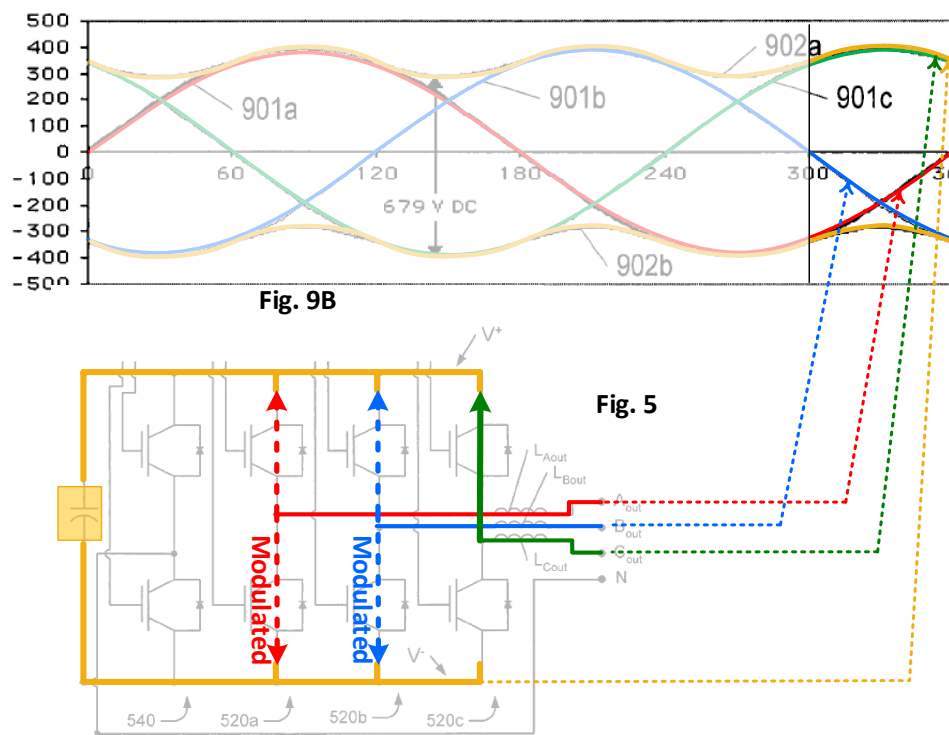 500
400
300
200
100
0
-100
-200
-300
-400
-500
0
60
120
180
240
300
901a
901b
902a
901c
679 V DC
902b
Fig. 9B
V+
Fig. 5
LAout
LBout
Aout
Bout
Cout
LCout
N
Modulated
Modulated
V-
540
520a
520b
520c